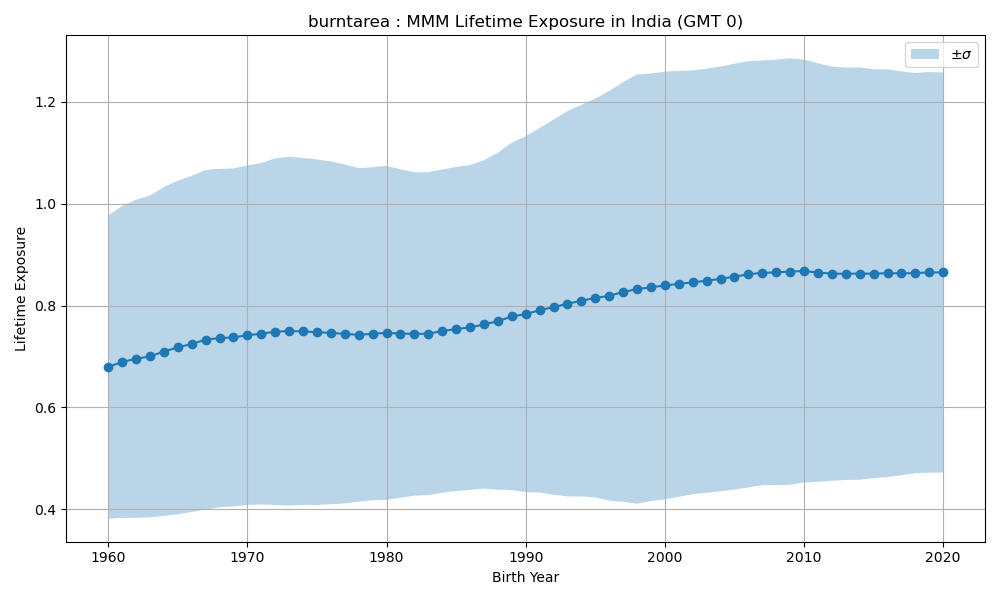 burntarea : MMM Lifetime Exposure in India (GMT 0)
±σ
Lifetime Exposure
1.2
1.0
0.8
0.6
0.4
1960 1970 1980 1990 2000 2010 2020
Birth Year